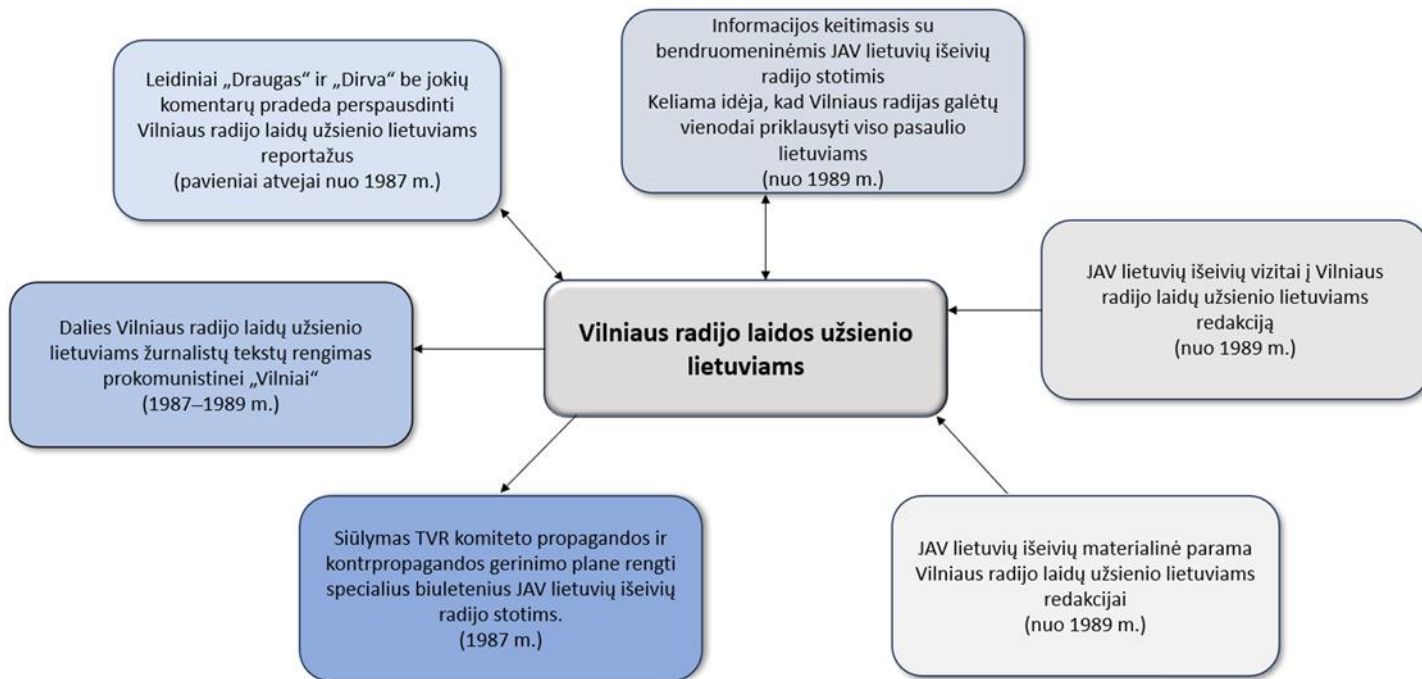 Informacijos keitimasis su
bendruomeninėmis JAV lietuvių išeivių
radijo stotimis
Keliama idėja, kad Vilniaus radijas galėtų
vienodai priklausyti viso pasaulio
lietuviams
(nuo 1989 m.)
Leidiniai „Draugas“ ir „Dirva“ be jokių
komentarų pradeda perspausdinti
Vilniaus radijo laidų užsienio lietuviams
reportažus
(pavieniai atvejai nuo 1987 m.)
JAV lietuvių išeivių vizitai į Vilniaus
radijo laidų užsienio lietuviams
redakciją
(nuo 1989 m.)
Vilniaus radijo laidos užsienio
lietuviams
Dalies Vilniaus radijo laidų užsienio
lietuviams žurnalistų tekstų rengimas
prokomunistinei „Vilniai“
(1987–1989 m.)
Siūlymas TVR komiteto propagandos ir
kontrpropagandos gerinimo plane rengti
specialius biuletenius JAV lietuvių išeivių
radijo stotims.
(1987 m.)
JAV lietuvių išeivių materialinė parama
Vilniaus radijo laidų užsienio lietuviams
redakcijai
(nuo 1989 m.)